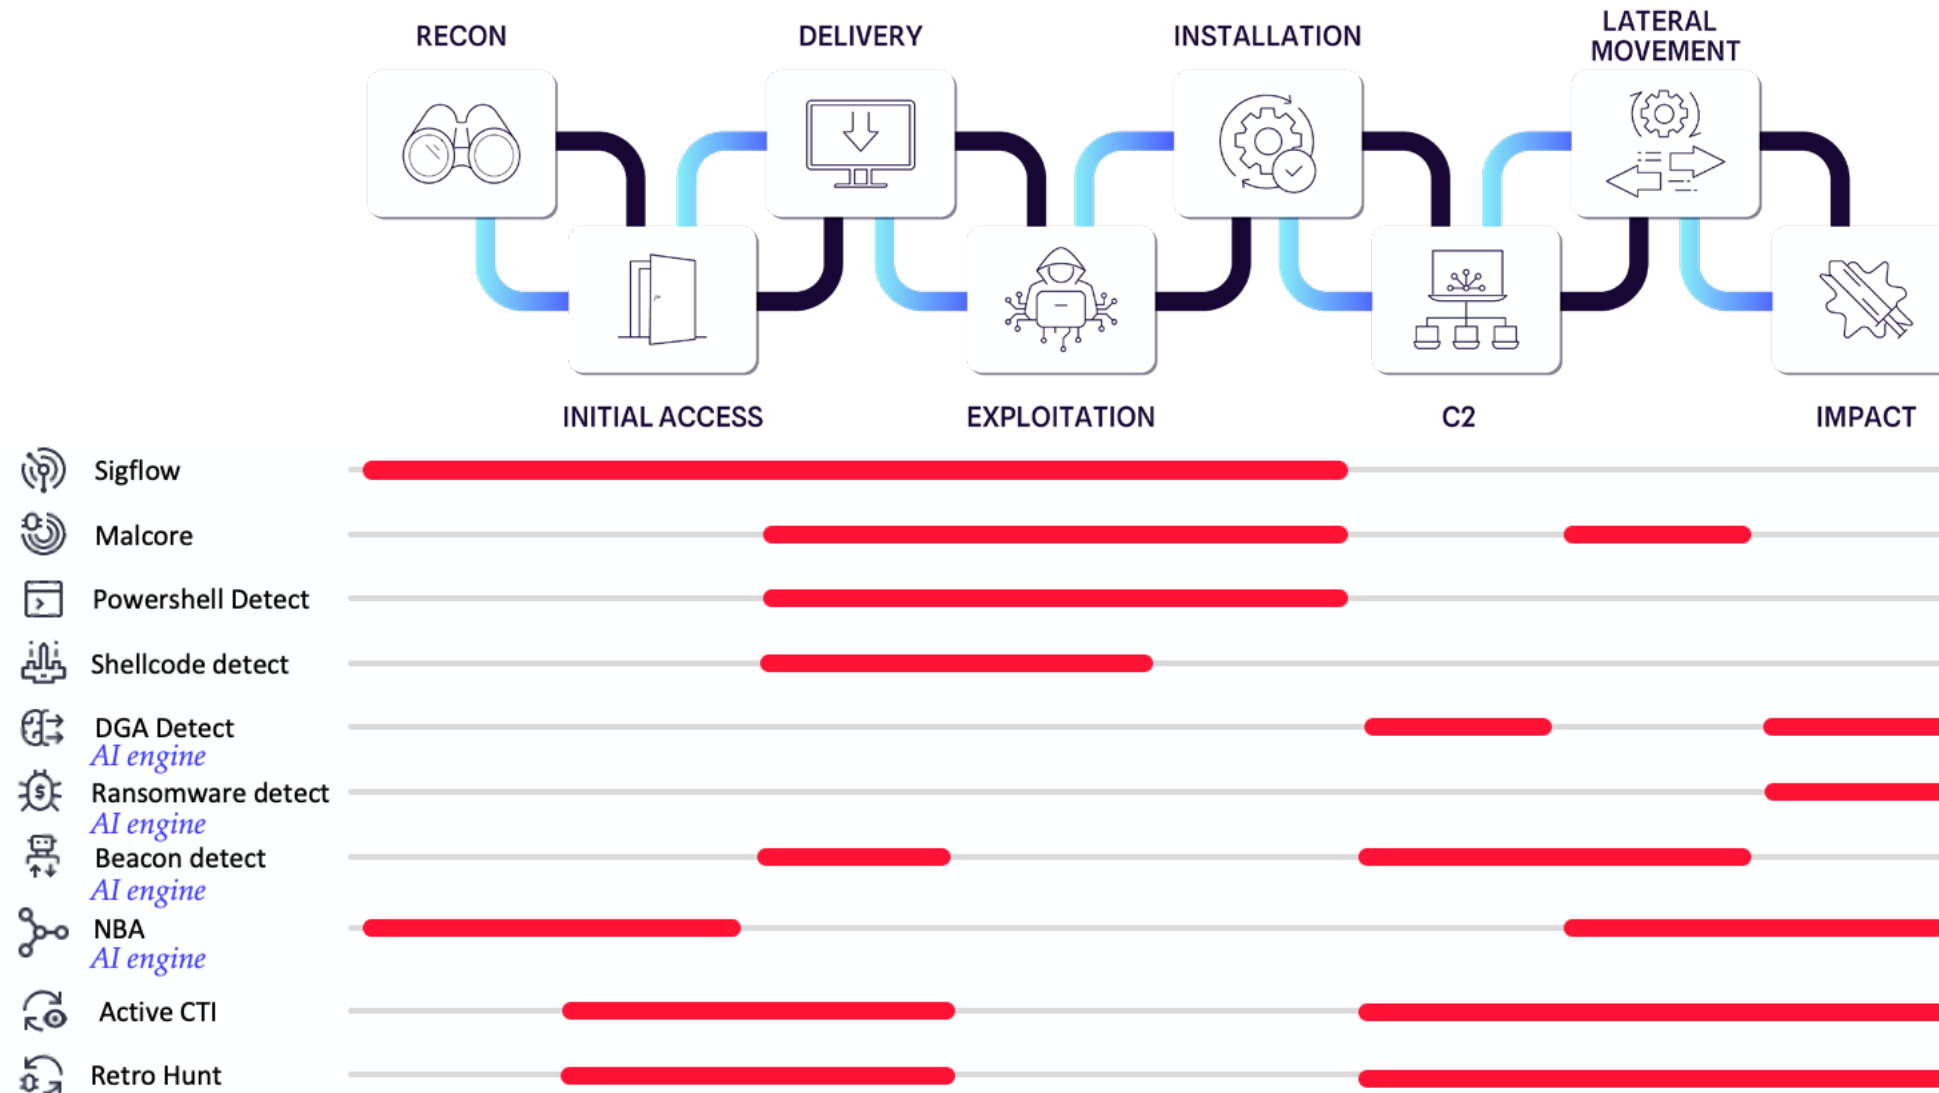 RECON
DELIVERY
INSTALLATION
LATERAL
MOVEMENT
INITIAL ACCESS
EXPLOITATION
C2
IMPACT
Sigflow
Malcore
Powershell Detect
Shellcode detect
DGA Detect
AI engine
Ransomware detect
AI engine
Beacon detect
AI engine
NBA
AI engine
Active CTI
Retro Hunt